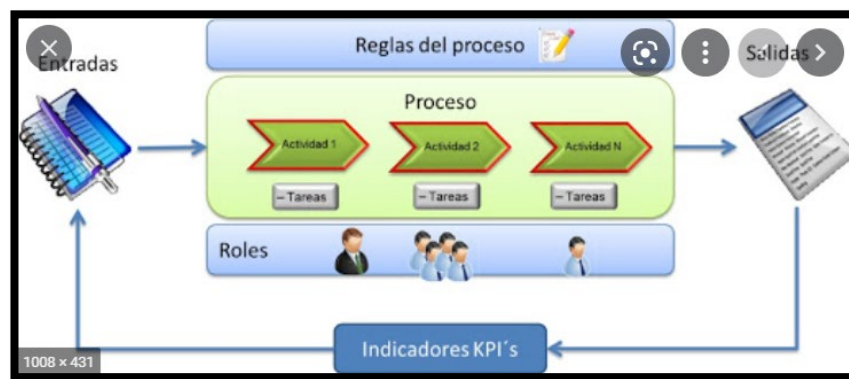 Reglas del proceso
Entradas
Salidas
Proceso
Actividad 1
Actividad 2
Actividad N
– Tareas
– Tareas
– Tareas
Roles
Indicadores KPI´s
1008 × 431